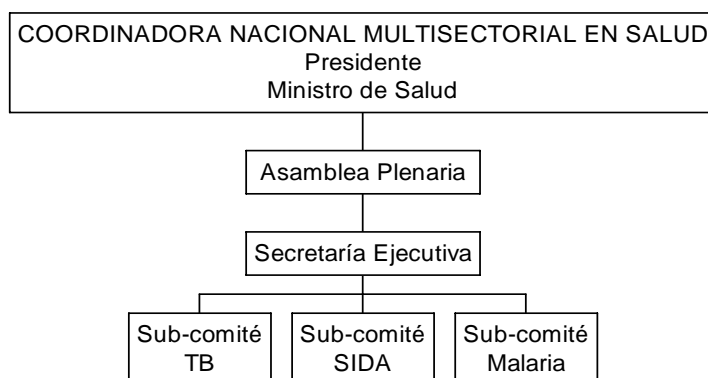 COORDINADORA NACIONAL MULTISECTORIAL EN SALUD
Presidente
Ministro de Salud
Asamblea Plenaria
Secretaría Ejecutiva
Sub-comité
TB
Sub-comité
SIDA
Sub-comité
Malaria